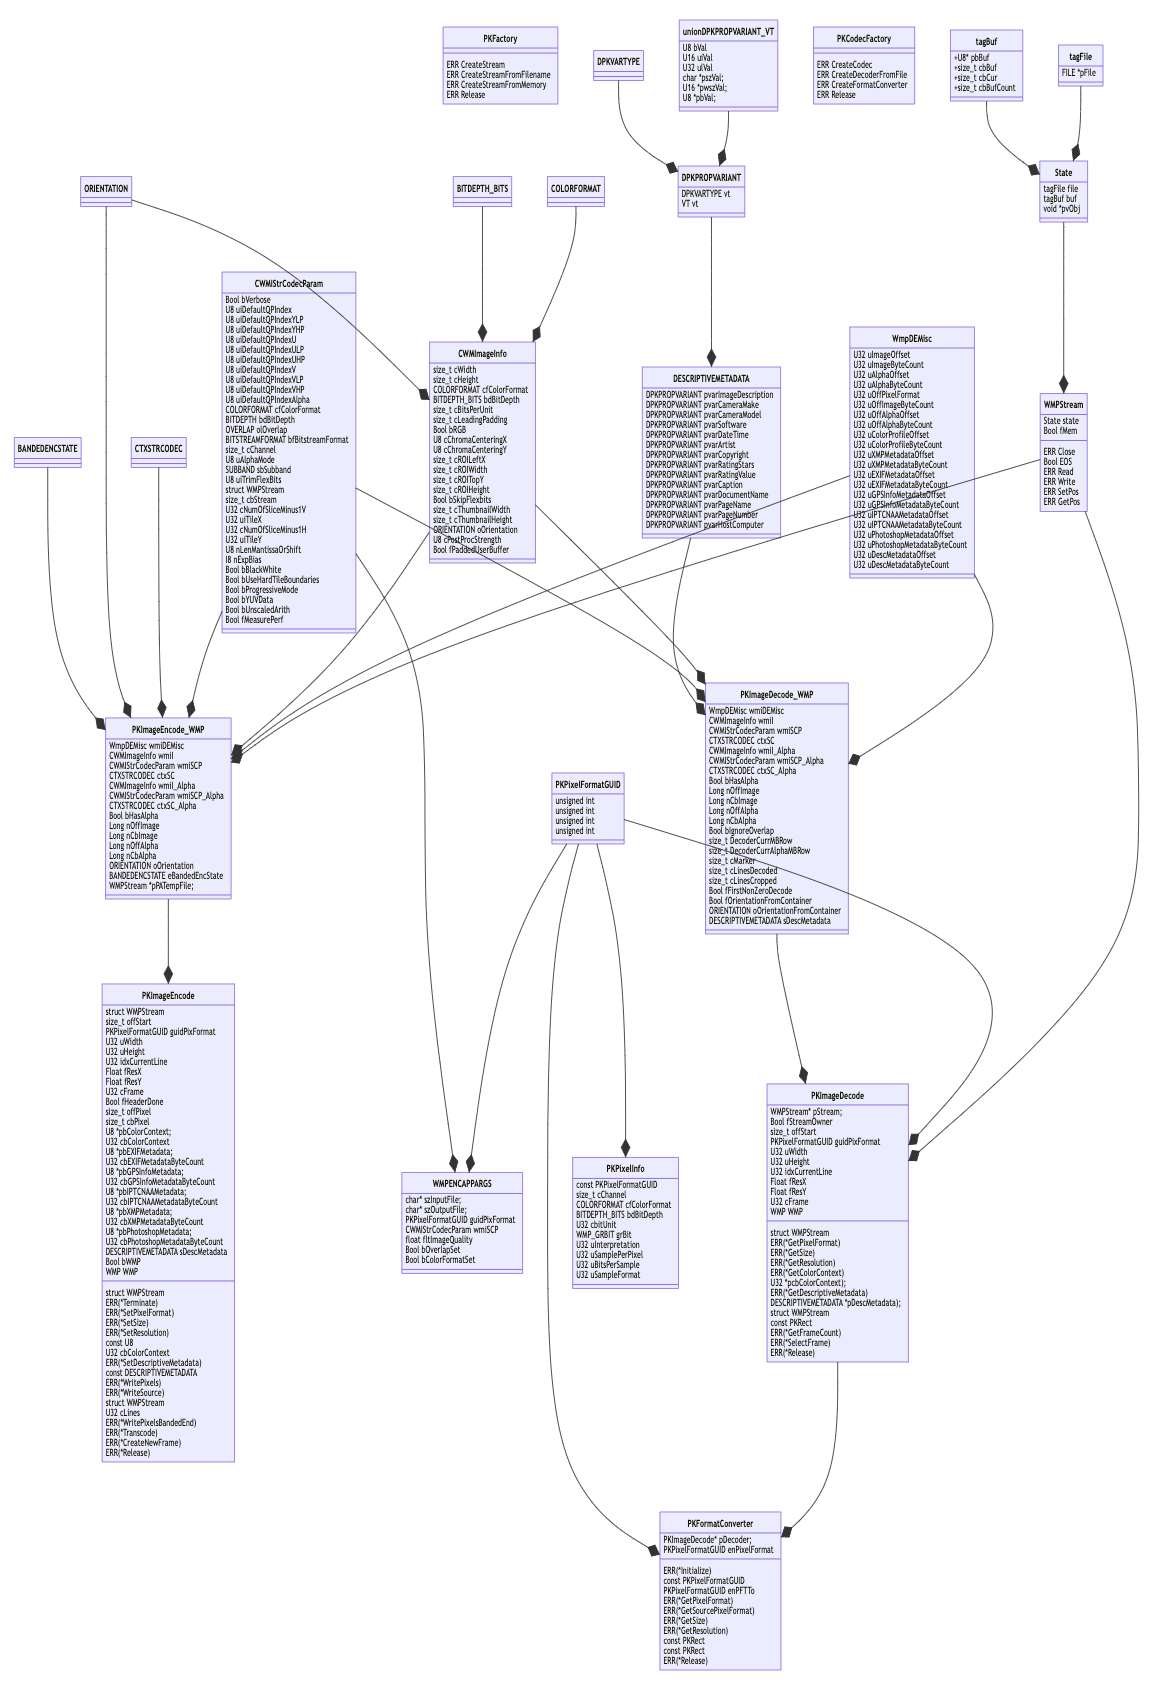 PKFactory
ERR CreateStream
ERR CreateStreamFromFilename
ERR CreateStreamFromMemory
ERR Release
DPKVARTYPE
unionDPKPROPVARIANT_VT
U8 bVal
U16 uiVal
U32 ulVal
char *pszVal;
U16 *pwszVal;
U8 *pbVal;
PKCodecFactory
ERR CreateCodec
ERR CreateDecoderFromFile
ERR CreateFormatConverter
ERR Release
tagBuf
+U8* pbBuf
+size_t cbBuf
+size_t cbCur
+size_t cbBufCount
tagFile
FILE *pFile
ORIENTATION
BITDEPTH_BITS
COLORFORMAT
DPKPROPVARIANT
DPKVARTYPE vt
VT vt
State
tagFile file
tagBuf buf
void *pvObj
CWMIStrCodecParam
Bool bVerbose
U8 uiDefaultQPIndex
U8 uiDefaultQPIndexYLP
U8 uiDefaultQPIndexYHP
U8 uiDefaultQPIndexU
U8 uiDefaultQPIndexULP
U8 uiDefaultQPIndexUHP
U8 uiDefaultQPIndexV
U8 uiDefaultQPIndexVLP
U8 uiDefaultQPIndexVHP
U8 uiDefaultQPIndexAlpha
COLORFORMAT cfColorFormat
BITDEPTH bdBitDepth
OVERLAP olOverlap
BITSTREAMFORMAT bfBitstreamFormat
size_t cChannel
U8 uAlphaMode
SUBBAND sbSubband
U8 uiTrimFlexBits
struct WMPStream
size_t cbStream
U32 cNumOfSliceMinus1V
U32 uiTileX
U32 cNumOfSliceMinus1H
U32 uiTileY
U8 nLenMantissaOrShift
I8 nExpBias
Bool bBlackWhite
Bool bUseHardTileBoundaries
Bool bProgressiveMode
Bool bYUVData
Bool bUnscaledArith
Bool fMeasurePerf
CWMImageInfo
size_t cWidth
size_t cHeight
COLORFORMAT cfColorFormat
BITDEPTH_BITS bdBitDepth
size_t cBitsPerUnit
size_t cLeadingPadding
Bool bRGB
U8 cChromaCenteringX
U8 cChromaCenteringY
size_t cROILeftX
size_t cROIWidth
size_t cROITopY
size_t cROIHeight
Bool bSkipFlexbits
size_t cThumbnailWidth
size_t cThumbnailHeight
ORIENTATION oOrientation
U8 cPostProcStrength
Bool fPaddedUserBuffer
DESCRIPTIVEMETADATA
DPKPROPVARIANT pvarImageDescription
DPKPROPVARIANT pvarCameraMake
DPKPROPVARIANT pvarCameraModel
DPKPROPVARIANT pvarSoftware
DPKPROPVARIANT pvarDateTime
DPKPROPVARIANT pvarArtist
DPKPROPVARIANT pvarCopyright
DPKPROPVARIANT pvarRatingStars
DPKPROPVARIANT pvarRatingValue
DPKPROPVARIANT pvarCaption
DPKPROPVARIANT pvarDocumentName
DPKPROPVARIANT pvarPageName
DPKPROPVARIANT pvarPageNumber
DPKPROPVARIANT pvarHostComputer
WmpDEMisc
U32 uImageOffset
U32 uImageByteCount
U32 uAlphaOffset
U32 uAlphaByteCount
U32 uOffPixelFormat
U32 uOffImageByteCount
U32 uOffAlphaOffset
U32 uOffAlphaByteCount
U32 uColorProfileOffset
U32 uColorProfileByteCount
U32 uXMPMetadataOffset
U32 uXMPMetadataByteCount
U32 uEXIFMetadataOffset
U32 uEXIFMetadataByteCount
U32 uGPSInfoMetadataOffset
U32 uGPSInfoMetadataByteCount
U32 uIPTCNAAMetadataOffset
U32 uIPTCNAAMetadataByteCount
U32 uPhotoshopMetadataOffset
U32 uPhotoshopMetadataByteCount
U32 uDescMetadataOffset
U32 uDescMetadataByteCount
WMPStream
State state
Bool fMem
ERR Close
Bool EOS
ERR Read
ERR Write
ERR SetPos
ERR GetPos
BANDEDENCSTATE
CTXSTRCODEC
PKImageEncode_WMP
WmpDEMisc wmiDEMisc
CWMImageInfo wmiI
CWMIStrCodecParam wmiSCP
CTXSTRCODEC ctxSC
CWMImageInfo wmiI_Alpha
CWMIStrCodecParam wmiSCP_Alpha
CTXSTRCODEC ctxSC_Alpha
Bool bHasAlpha
Long nOffImage
Long nCbImage
Long nOffAlpha
Long nCbAlpha
ORIENTATION oOrientation
BANDEDENCSTATE eBandedEncState
WMPStream *pPATempFile;
PKImageDecode_WMP
WmpDEMisc wmiDEMisc
CWMImageInfo wmiI
CWMIStrCodecParam wmiSCP
CTXSTRCODEC ctxSC
CWMImageInfo wmiI_Alpha
CWMIStrCodecParam wmiSCP_Alpha
CTXSTRCODEC ctxSC_Alpha
Bool bHasAlpha
Long nOffImage
Long nCbImage
Long nOffAlpha
Long nCbAlpha
Bool bIgnoreOverlap
size_t DecoderCurrMBRow
size_t DecoderCurrAlphaMBRow
size_t cMarker
size_t cLinesDecoded
size_t cLinesCropped
Bool fFirstNonZeroDecode
Bool fOrientationFromContainer
ORIENTATION oOrientationFromContainer
DESCRIPTIVEMETADATA sDescMetadata
PKPixelFormatGUID
unsigned int
unsigned int
unsigned int
unsigned int
PKImageEncode
struct WMPStream
size_t offStart
PKPixelFormatGUID guidPixFormat
U32 uWidth
U32 uHeight
U32 idxCurrentLine
Float fResX
Float fResY
U32 cFrame
Bool fHeaderDone
size_t offPixel
size_t cbPixel
U8 *pbColorContext;
U32 cbColorContext
U8 *pbEXIFMetadata;
U32 cbEXIFMetadataByteCount
U8 *pbGPSInfoMetadata;
U32 cbGPSInfoMetadataByteCount
U8 *pbIPTCNAAMetadata;
U32 cbIPTCNAAMetadataByteCount
U8 *pbXMPMetadata;
U32 cbXMPMetadataByteCount
U8 *pbPhotoshopMetadata;
U32 cbPhotoshopMetadataByteCount
DESCRIPTIVEMETADATA sDescMetadata
Bool bWMP
WMP WMP
struct WMPStream
ERR(*Terminate)
ERR(*SetPixelFormat)
ERR(*SetSize)
ERR(*SetResolution)
const U8
U32 cbColorContext
ERR(*SetDescriptiveMetadata)
const DESCRIPTIVEMETADATA
ERR(*WritePixels)
ERR(*WriteSource)
struct WMPStream
U32 cLines
ERR(*WritePixelsBandedEnd)
ERR(*Transcode)
ERR(*CreateNewFrame)
ERR(*Release)
WMPENCAPPARGS
char* szInputFile;
char* szOutputFile;
PKPixelFormatGUID guidPixFormat
CWMIStrCodecParam wmiSCP
float fltImageQuality
Bool bOverlapSet
Bool bColorFormatSet
PKPixelInfo
const PKPixelFormatGUID
size_t cChannel
COLORFORMAT cfColorFormat
BITDEPTH_BITS bdBitDepth
U32 cbitUnit
WMP_GRBIT grBit
U32 uInterpretation
U32 uSamplePerPixel
U32 uBitsPerSample
U32 uSampleFormat
PKImageDecode
WMPStream* pStream;
Bool fStreamOwner
size_t offStart
PKPixelFormatGUID guidPixFormat
U32 uWidth
U32 uHeight
U32 idxCurrentLine
Float fResX
Float fResY
U32 cFrame
WMP WMP
struct WMPStream
ERR(*GetPixelFormat)
ERR(*GetSize)
ERR(*GetResolution)
ERR(*GetColorContext)
U32 *pcbColorContext);
ERR(*GetDescriptiveMetadata)
DESCRIPTIVEMETADATA *pDescMetadata);
struct WMPStream
const PKRect
ERR(*GetFrameCount)
ERR(*SelectFrame)
ERR(*Release)
PKFormatConverter
PKImageDecode* pDecoder;
PKPixelFormatGUID enPixelFormat
ERR(*Initialize)
const PKPixelFormatGUID
PKPixelFormatGUID enPFTTo
ERR(*GetPixelFormat)
ERR(*GetSourcePixelFormat)
ERR(*GetSize)
ERR(*GetResolution)
const PKRect
const PKRect
ERR(*Release)